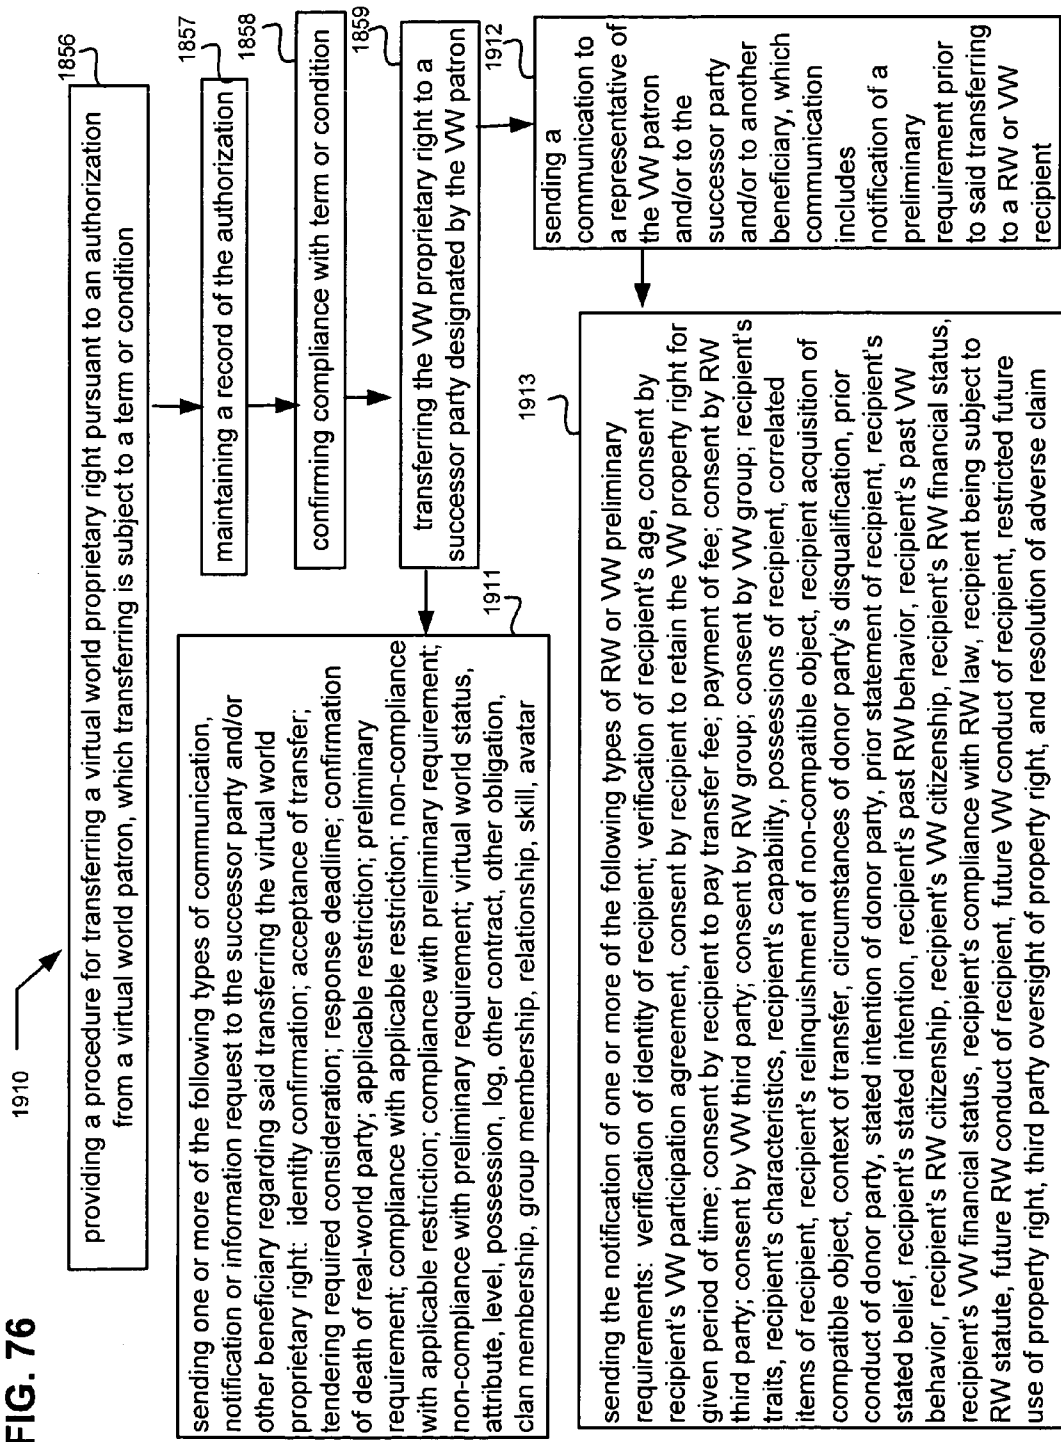 FIG. 76
1910
providing a procedure for transferring a virtual world proprietary right pursuant to an authorization
from a virtual world patron, which transferring is subject to a term or condition
1856
maintaining a record of the authorization
1857
confirming compliance with term or condition
1858
transferring the VW proprietary right to a
successor party designated by the VW patron
1859
sending one or more of the following types of communication,
notification or information request to the successor party and/or
other beneficiary regarding said transferring the virtual world
proprietary right: identity confirmation; acceptance of transfer;
tendering required consideration; response deadline; confirmation
of death of real-world party; applicable restriction; preliminary
requirement; compliance with applicable restriction; non-compliance
with applicable restriction; compliance with preliminary requirement;
non-compliance with preliminary requirement; virtual world status,
attribute, level, possession, log, other contract, other obligation,
clan membership, group membership, relationship, skill, avatar
1911
sending a
communication to
a representative of
the VW patron
and/or to the
successor party
and/or to another
beneficiary, which
communication
includes
notification of a
preliminary
requirement prior
to said transferring
to a RW or VW
recipient
1912
sending the notification of one or more of the following types of RW or VW preliminary
requirements: verification of identity of recipient; verification of recipient's age, consent by
recipient's VW participation agreement, consent by recipient to retain the VW property right for
given period of time; consent by recipient to pay transfer fee; payment of fee; consent by RW
third party; consent by VW third party; consent by RW group; consent by VW group; recipient's
traits, recipient's characteristics, recipient's capability, possessions of recipient, correlated
items of recipient, recipient's relinquishment of non-compatible object, recipient acquisition of
compatible object, context of transfer, circumstances of donor party's disqualification, prior
conduct of donor party, stated intention of donor party, prior statement of recipient, recipient's
stated belief, recipient's stated intention, recipient's past RW behavior, recipient's past VW
behavior, recipient's RW citizenship, recipient's VW citizenship, recipient's RW financial status,
recipient's VW financial status, recipient's compliance with RW law, recipient being subject to
RW statute, future RW conduct of recipient, future VW conduct of recipient, restricted future
use of property right, third party oversight of property right, and resolution of adverse claim
1913